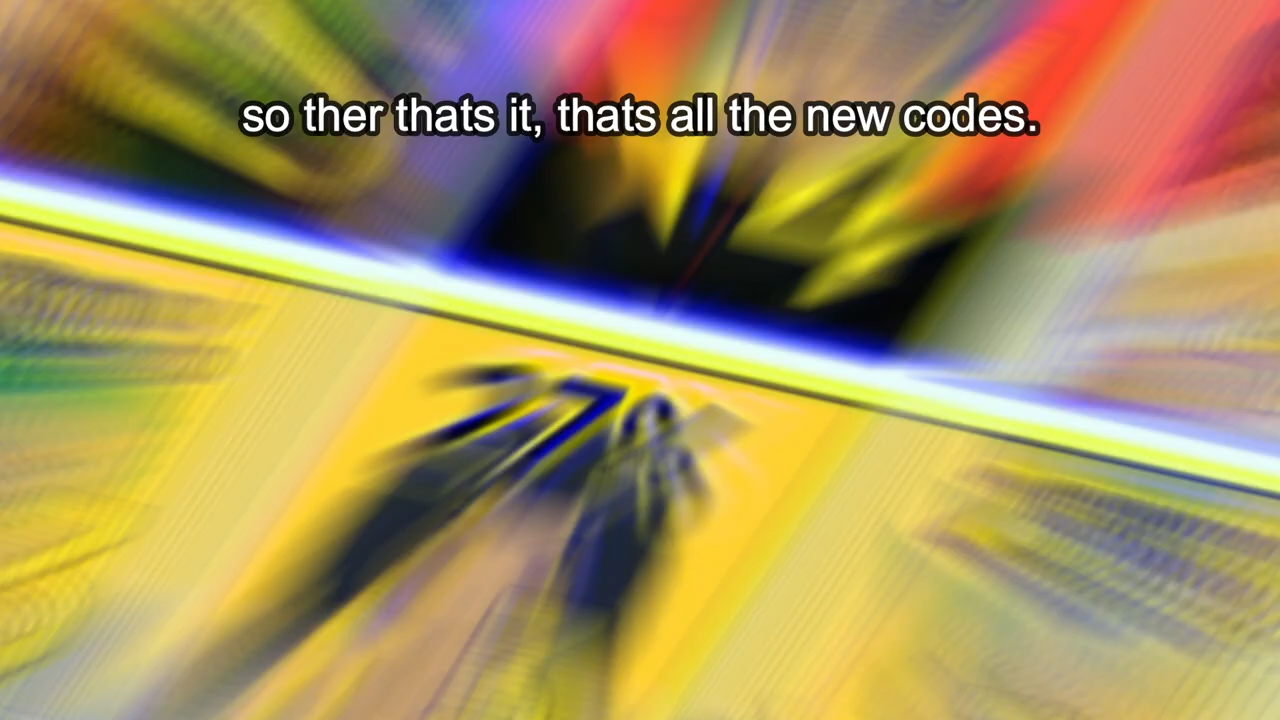 so ther thats it, thats all the new codes.